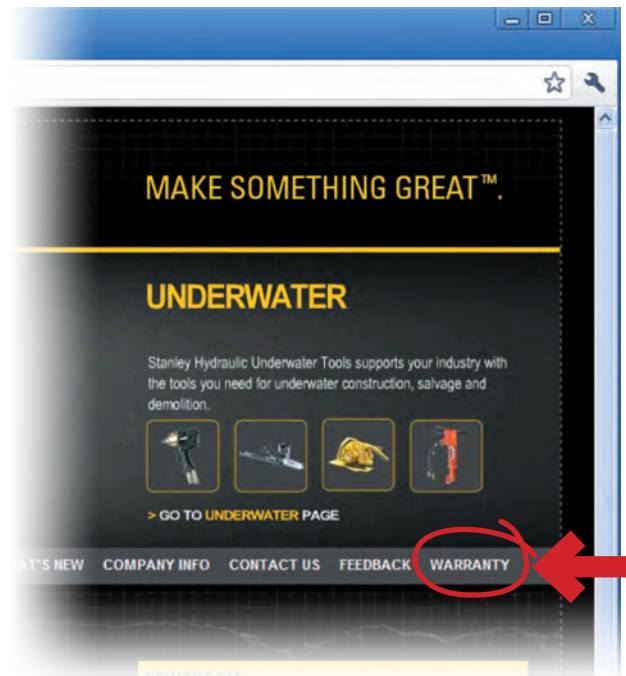 MAKE SOMETHING GREAT™.
UNDERWATER
Stanley Hydraulic Underwater Tools supports your industry with
the tools you need for underwater construction, salvage and
demolition.
> GO TO UNDERWATER PAGE
AT'S NEW COMPANY INFO CONTACT US FEEDBACK WARRANTY